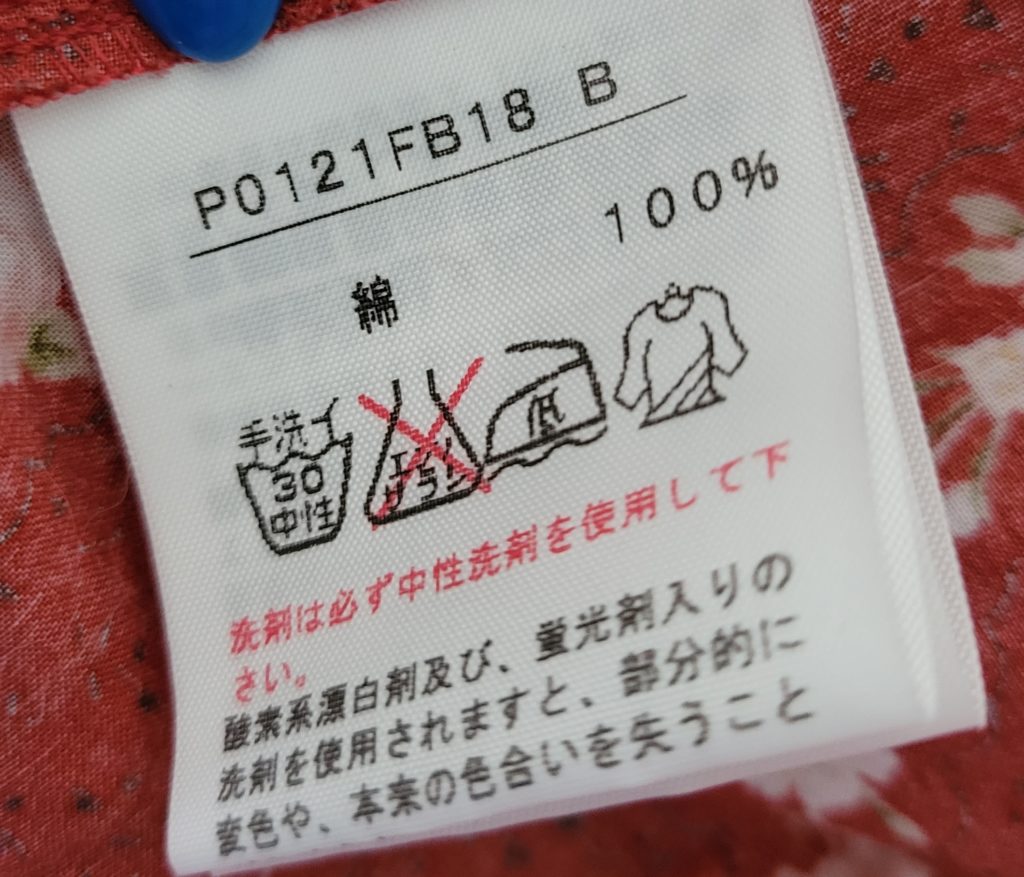 P0121FB18 B
綿 100%
手洗イ
30
中性
エンソ
サラシ
低
洗剤は必ず中性洗剤を使用して下
さい。
酸素系漂白剤及び、蛍光剤入りの
洗剤を使用されますと、部分的に
変色や、本来の色合いを失うこと